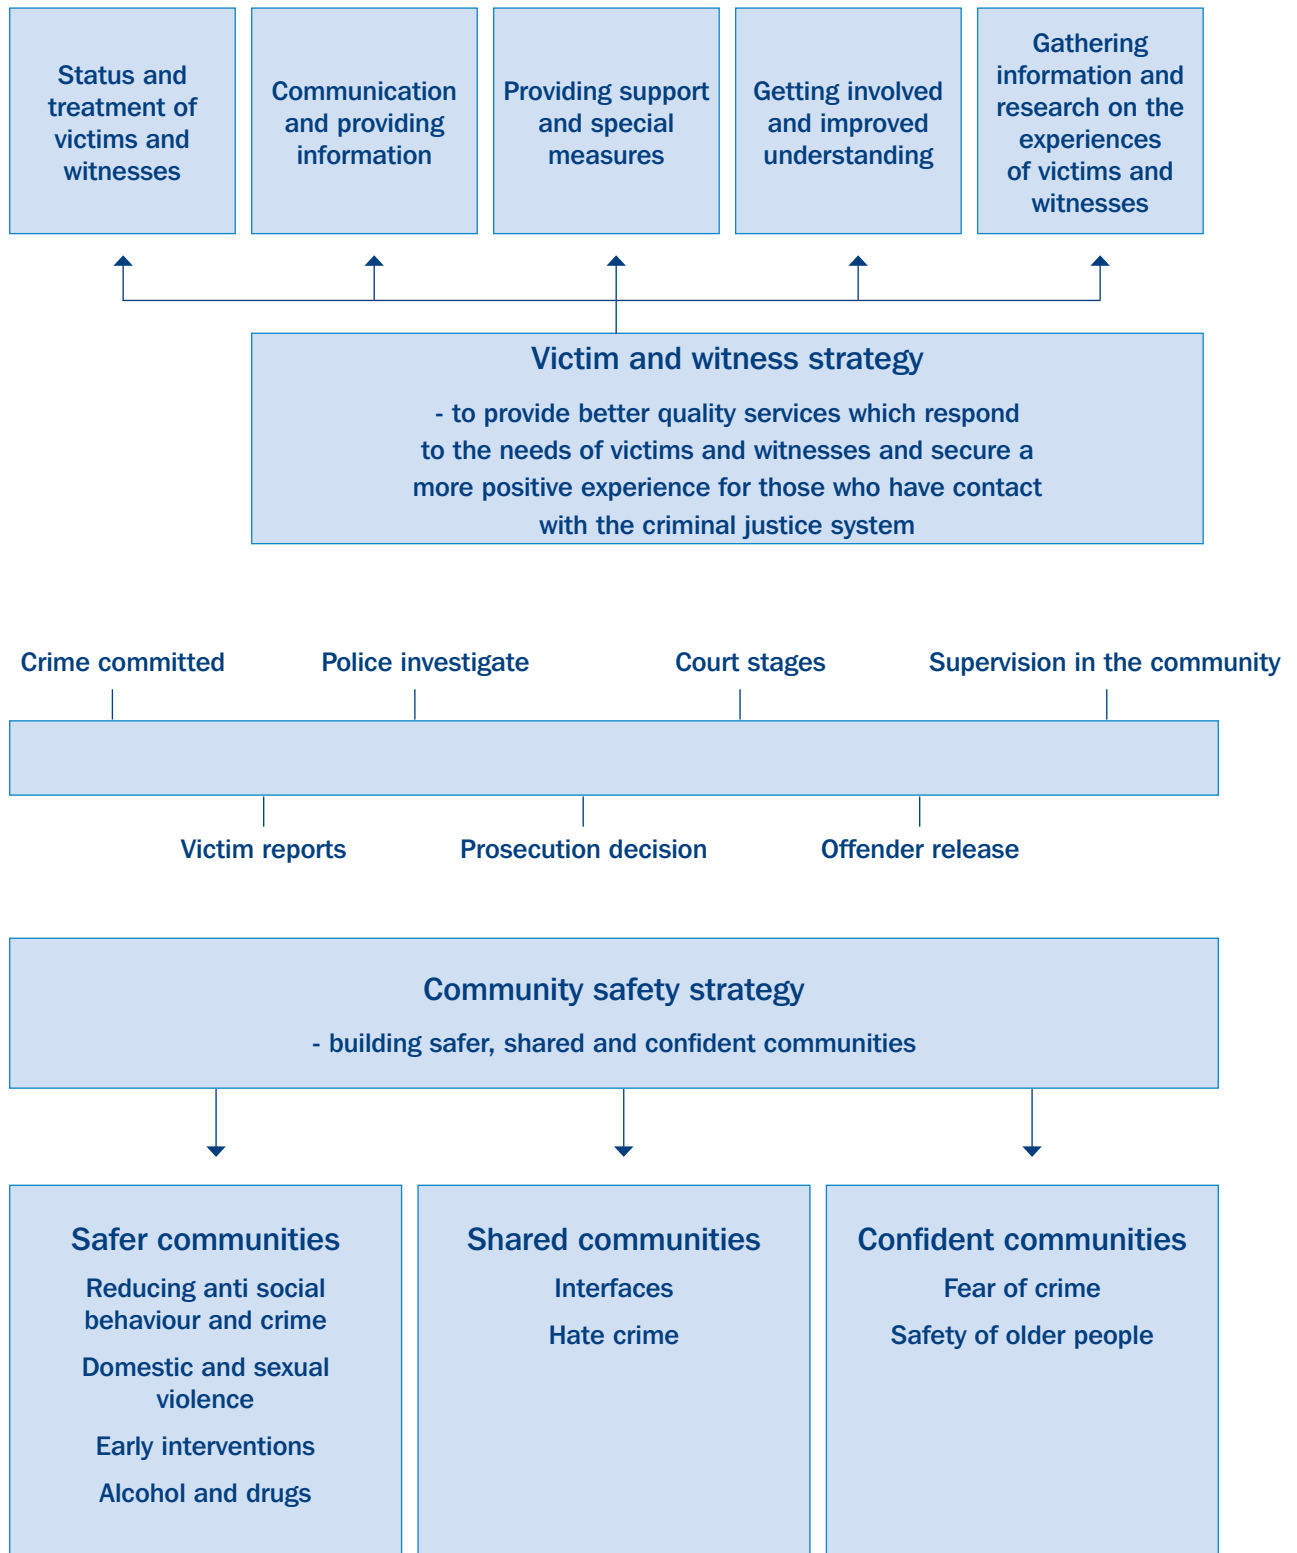 Status and
treatment of
victims and
witnesses
Communication
and providing
information
Providing support
and special
measures
Getting involved
and improved
understanding
Gathering
information and
research on the
experiences
of victims and
witnesses
Victim and witness strategy
- to provide better quality services which respond
to the needs of victims and witnesses and secure a
more positive experience for those who have contact
with the criminal justice system
Crime committed
Police investigate
Court stages
Supervision in the community
Victim reports
Prosecution decision
Offender release
Community safety strategy
- building safer, shared and confident communities
Safer communities
Reducing anti social
behaviour and crime
Domestic and sexual
violence
Early interventions
Alcohol and drugs
Shared communities
Interfaces
Hate crime
Confident communities
Fear of crime
Safety of older people